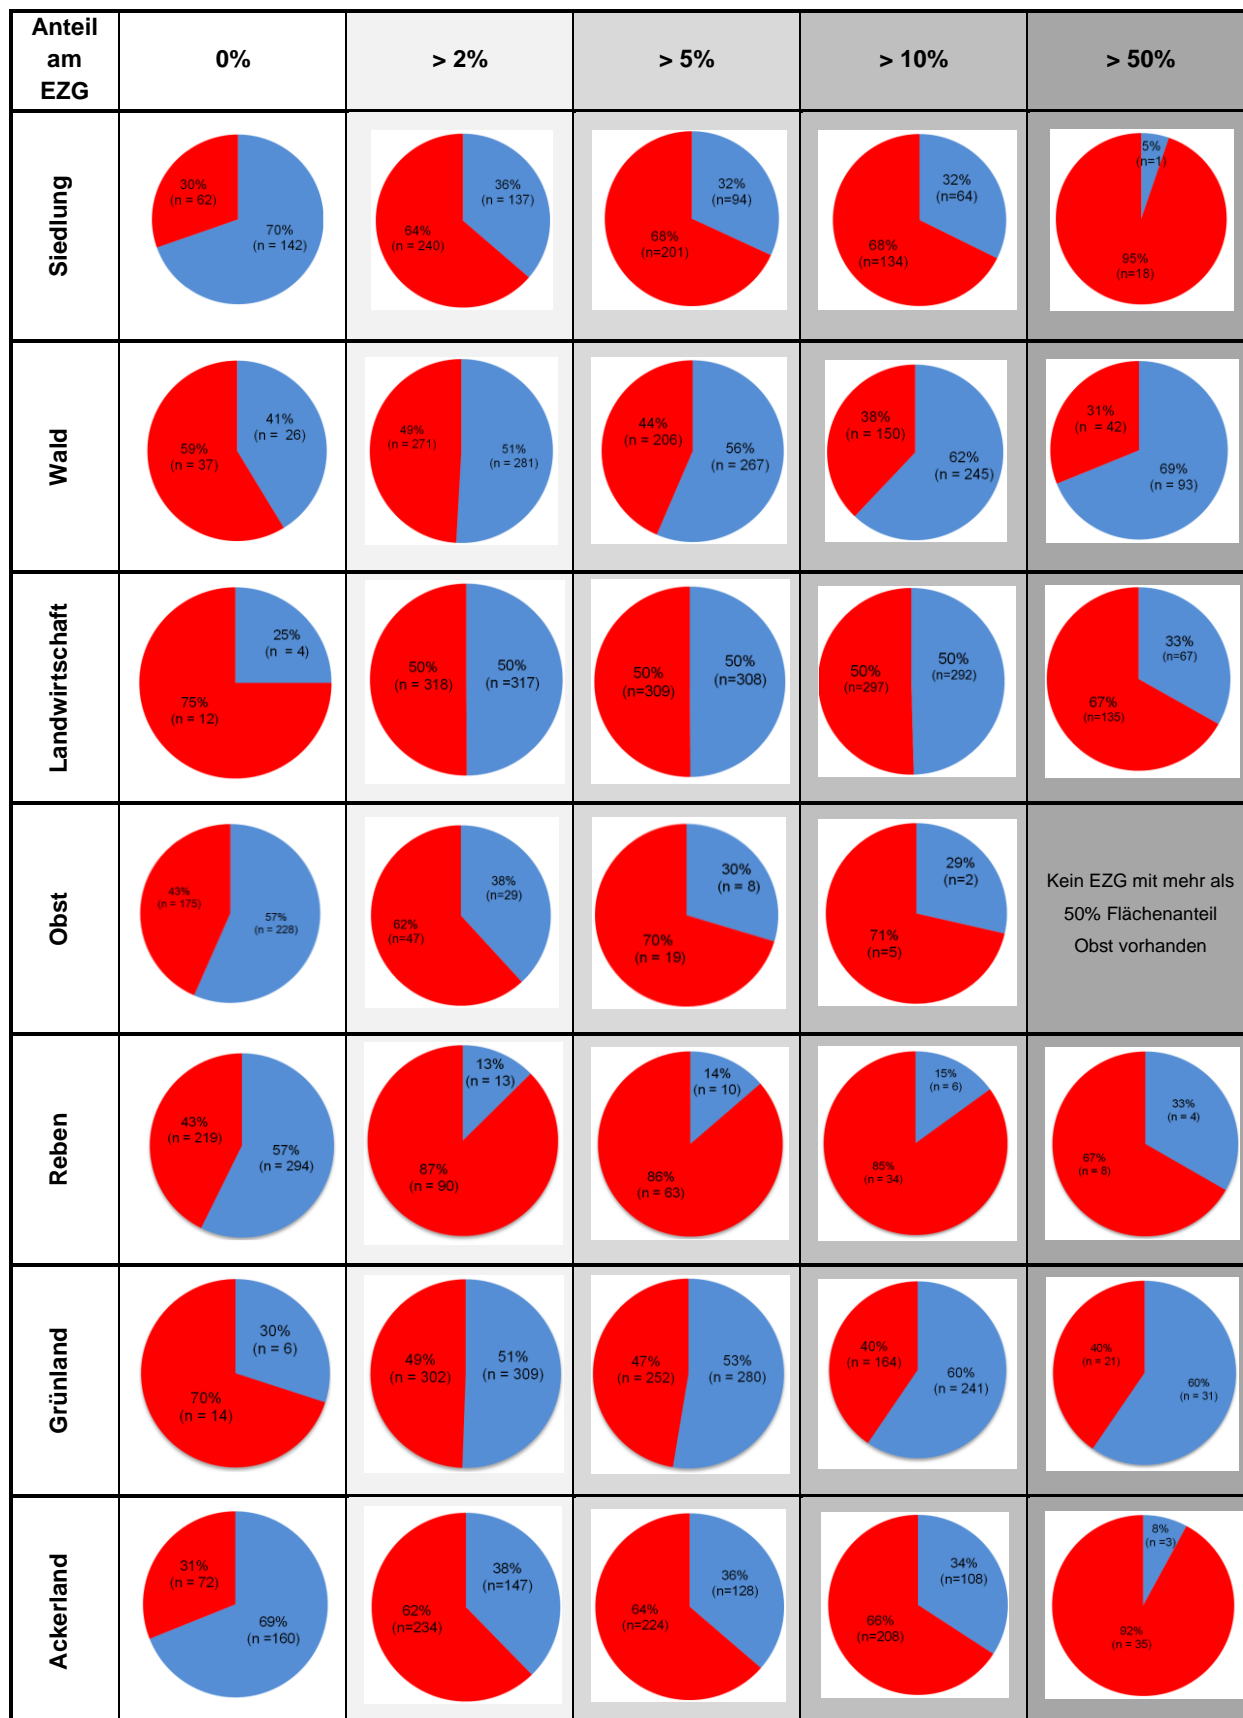 Anteil
am
EZG
0%
> 2%
> 5%
> 10%
> 50%
Siedlung
30%
(n = 62)
70%
(n = 142)
36%
(n = 137)
64%
(n = 240)
32%
(n=94)
68%
(n=201)
32%
(n=64)
68%
(n=134)
5%
(n=1)
95%
(n=18)
Wald
41%
(n = 26)
59%
(n = 37)
49%
(n = 271)
51%
(n = 281)
44%
(n = 206)
56%
(n = 267)
38%
(n = 150)
62%
(n = 245)
31%
(n = 42)
69%
(n = 93)
Landwirtschaft
25%
(n = 4)
75%
(n = 12)
50%
(n = 318)
50%
(n =317)
50%
(n=309)
50%
(n=308)
50%
(n=297)
50%
(n=292)
33%
(n=67)
67%
(n=135)
Obst
43%
(n = 175)
57%
(n = 228)
38%
(n=29)
62%
(n=47)
30%
(n = 8)
70%
(n = 19)
29%
(n=2)
71%
(n=5)
Kein EZG mit mehr als
50% Flächenanteil
Obst vorhanden
Reben
43%
(n = 219)
57%
(n = 294)
13%
(n = 13)
87%
(n = 90)
14%
(n = 10)
86%
(n = 63)
15%
(n = 6)
85%
(n = 34)
33%
(n = 4)
67%
(n = 8)
Grünland
30%
(n = 6)
70%
(n = 14)
49%
(n = 302)
51%
(n = 309)
47%
(n = 252)
53%
(n = 280)
40%
(n = 164)
60%
(n = 241)
40%
(n = 21)
60%
(n = 31)
Ackerland
31%
(n = 72)
69%
(n =160)
38%
(n=147)
62%
(n=234)
36%
(n=128)
64%
(n=224)
34%
(n=108)
66%
(n=208)
8%
(n =3)
92%
(n = 35)